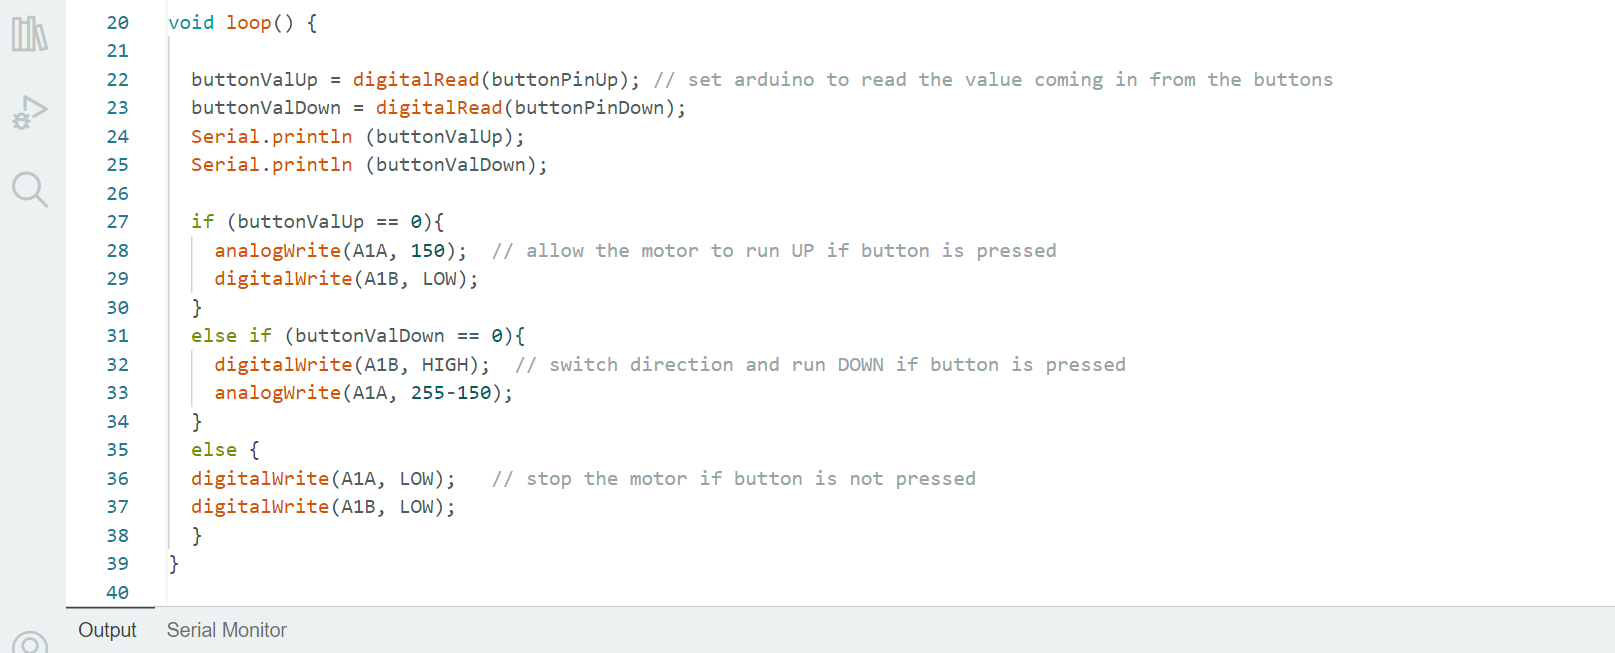 20 void loop() {
21
22 buttonValUp = digitalRead(buttonPinUp); // set arduino to read the value coming in from the buttons
23 buttonValDown = digitalRead(buttonPinDown);
24 Serial.println (buttonValUp);
25 Serial.println (buttonValDown);
26
27 if (buttonValUp == 0){
28 analogWrite(A1A, 150); // allow the motor to run UP if button is pressed
29 digitalWrite(A1B, LOW);
30 }
31 else if (buttonValDown == 0){
32 digitalWrite(A1B, HIGH); // switch direction and run DOWN if button is pressed
33 analogWrite(A1A, 255-150);
34 }
35 else {
36 digitalWrite(A1A, LOW); // stop the motor if button is not pressed
37 digitalWrite(A1B, LOW);
38 }
39 }
40
Output Serial Monitor